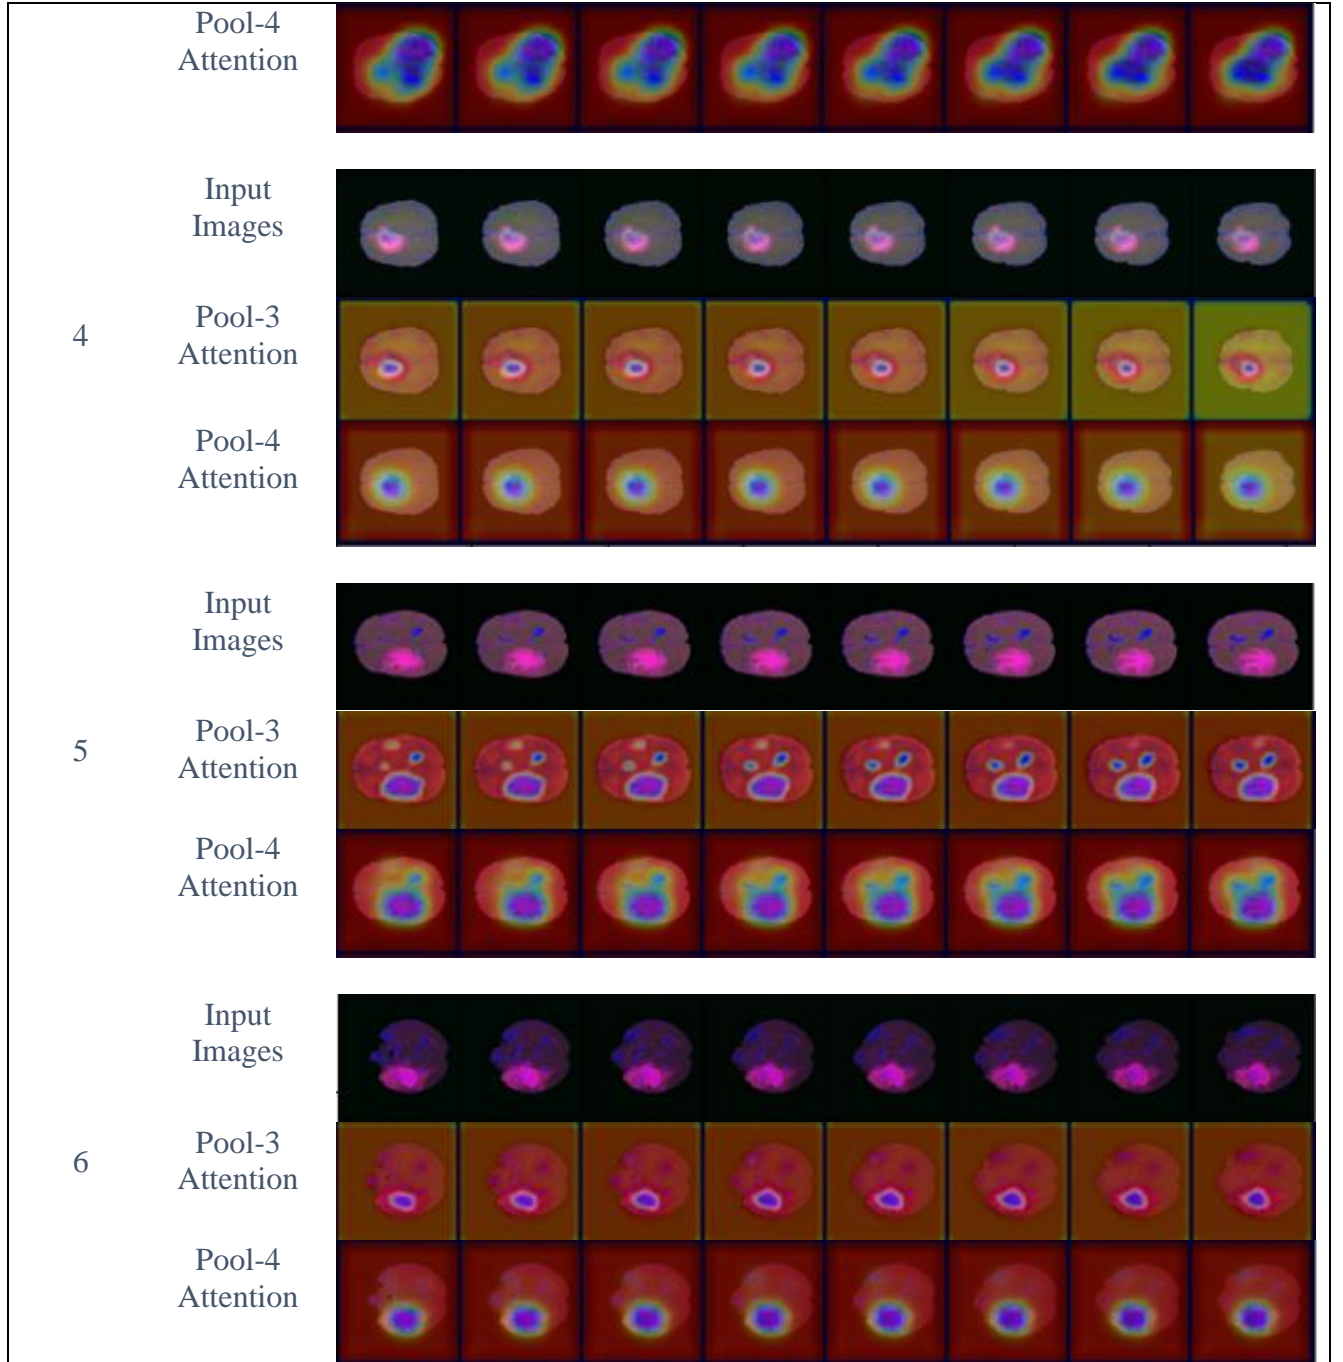 Pool-4
Attention
Input
Images
4
Pool-3
Attention
Pool-4
Attention
Input
Images
5
Pool-3
Attention
Pool-4
Attention
Input
Images
6
Pool-3
Attention
Pool-4
Attention